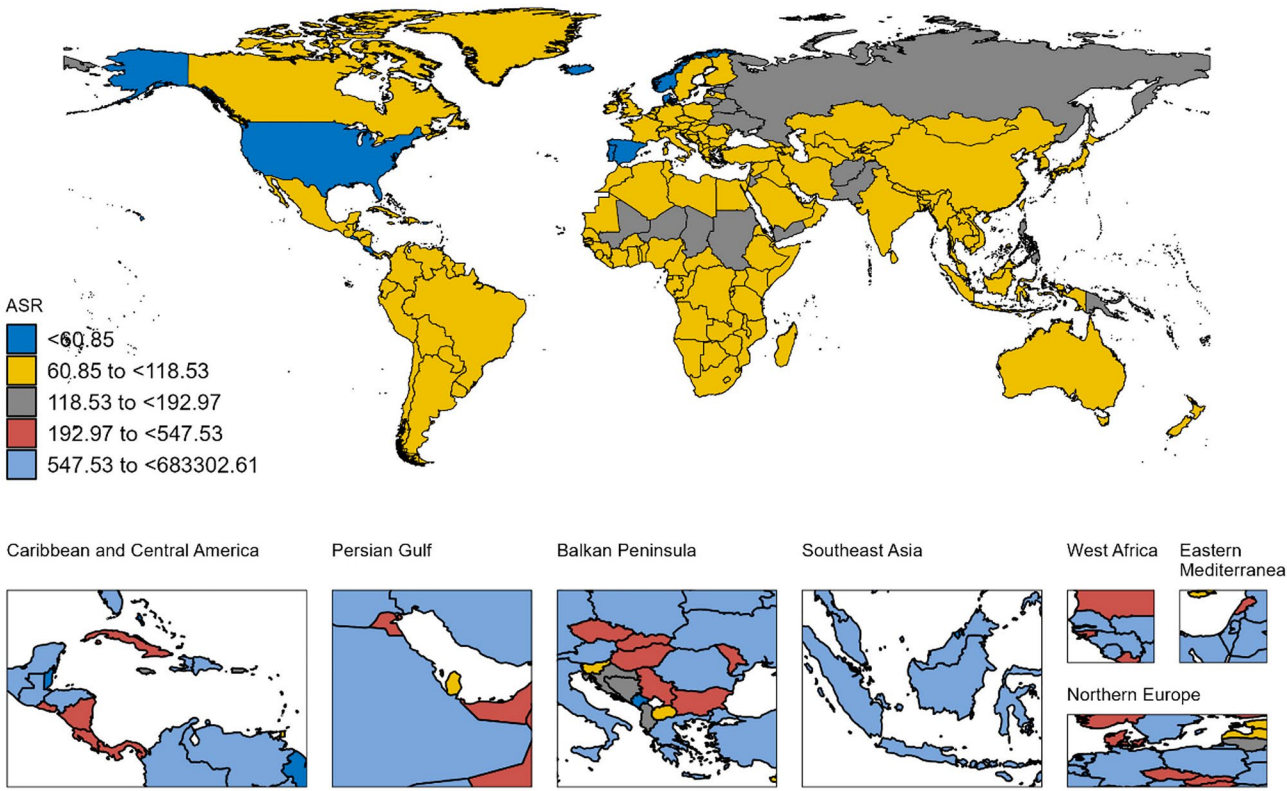 ASR
<60.85
60.85 to <118.53
118.53 to <192.97
192.97 to <547.53
547.53 to <683302.61
Caribbean and Central America
Persian Gulf
Balkan Peninsula
Southeast Asia
West Africa
Eastern
Mediterranea
Northern Europe